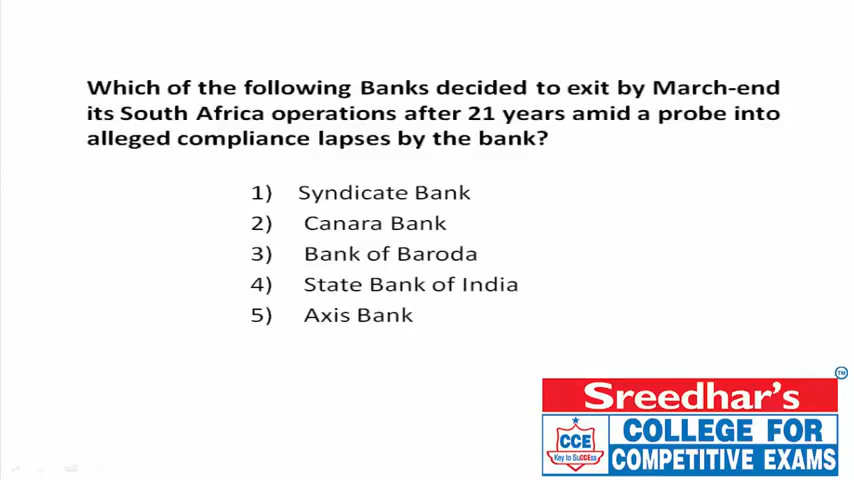 Which of the following Banks decided to exit by March-end
its South Africa operations after 21 years amid a probe into
alleged compliance lapses by the bank?
1) Syndicate Bank
2) Canara Bank
3) Bank of Baroda
4) State Bank of India
5) Axis Bank
TM
Sreedhar's
CCE
Key to SuCCEss
COLLEGE FOR
COMPETITIVE EXAMS